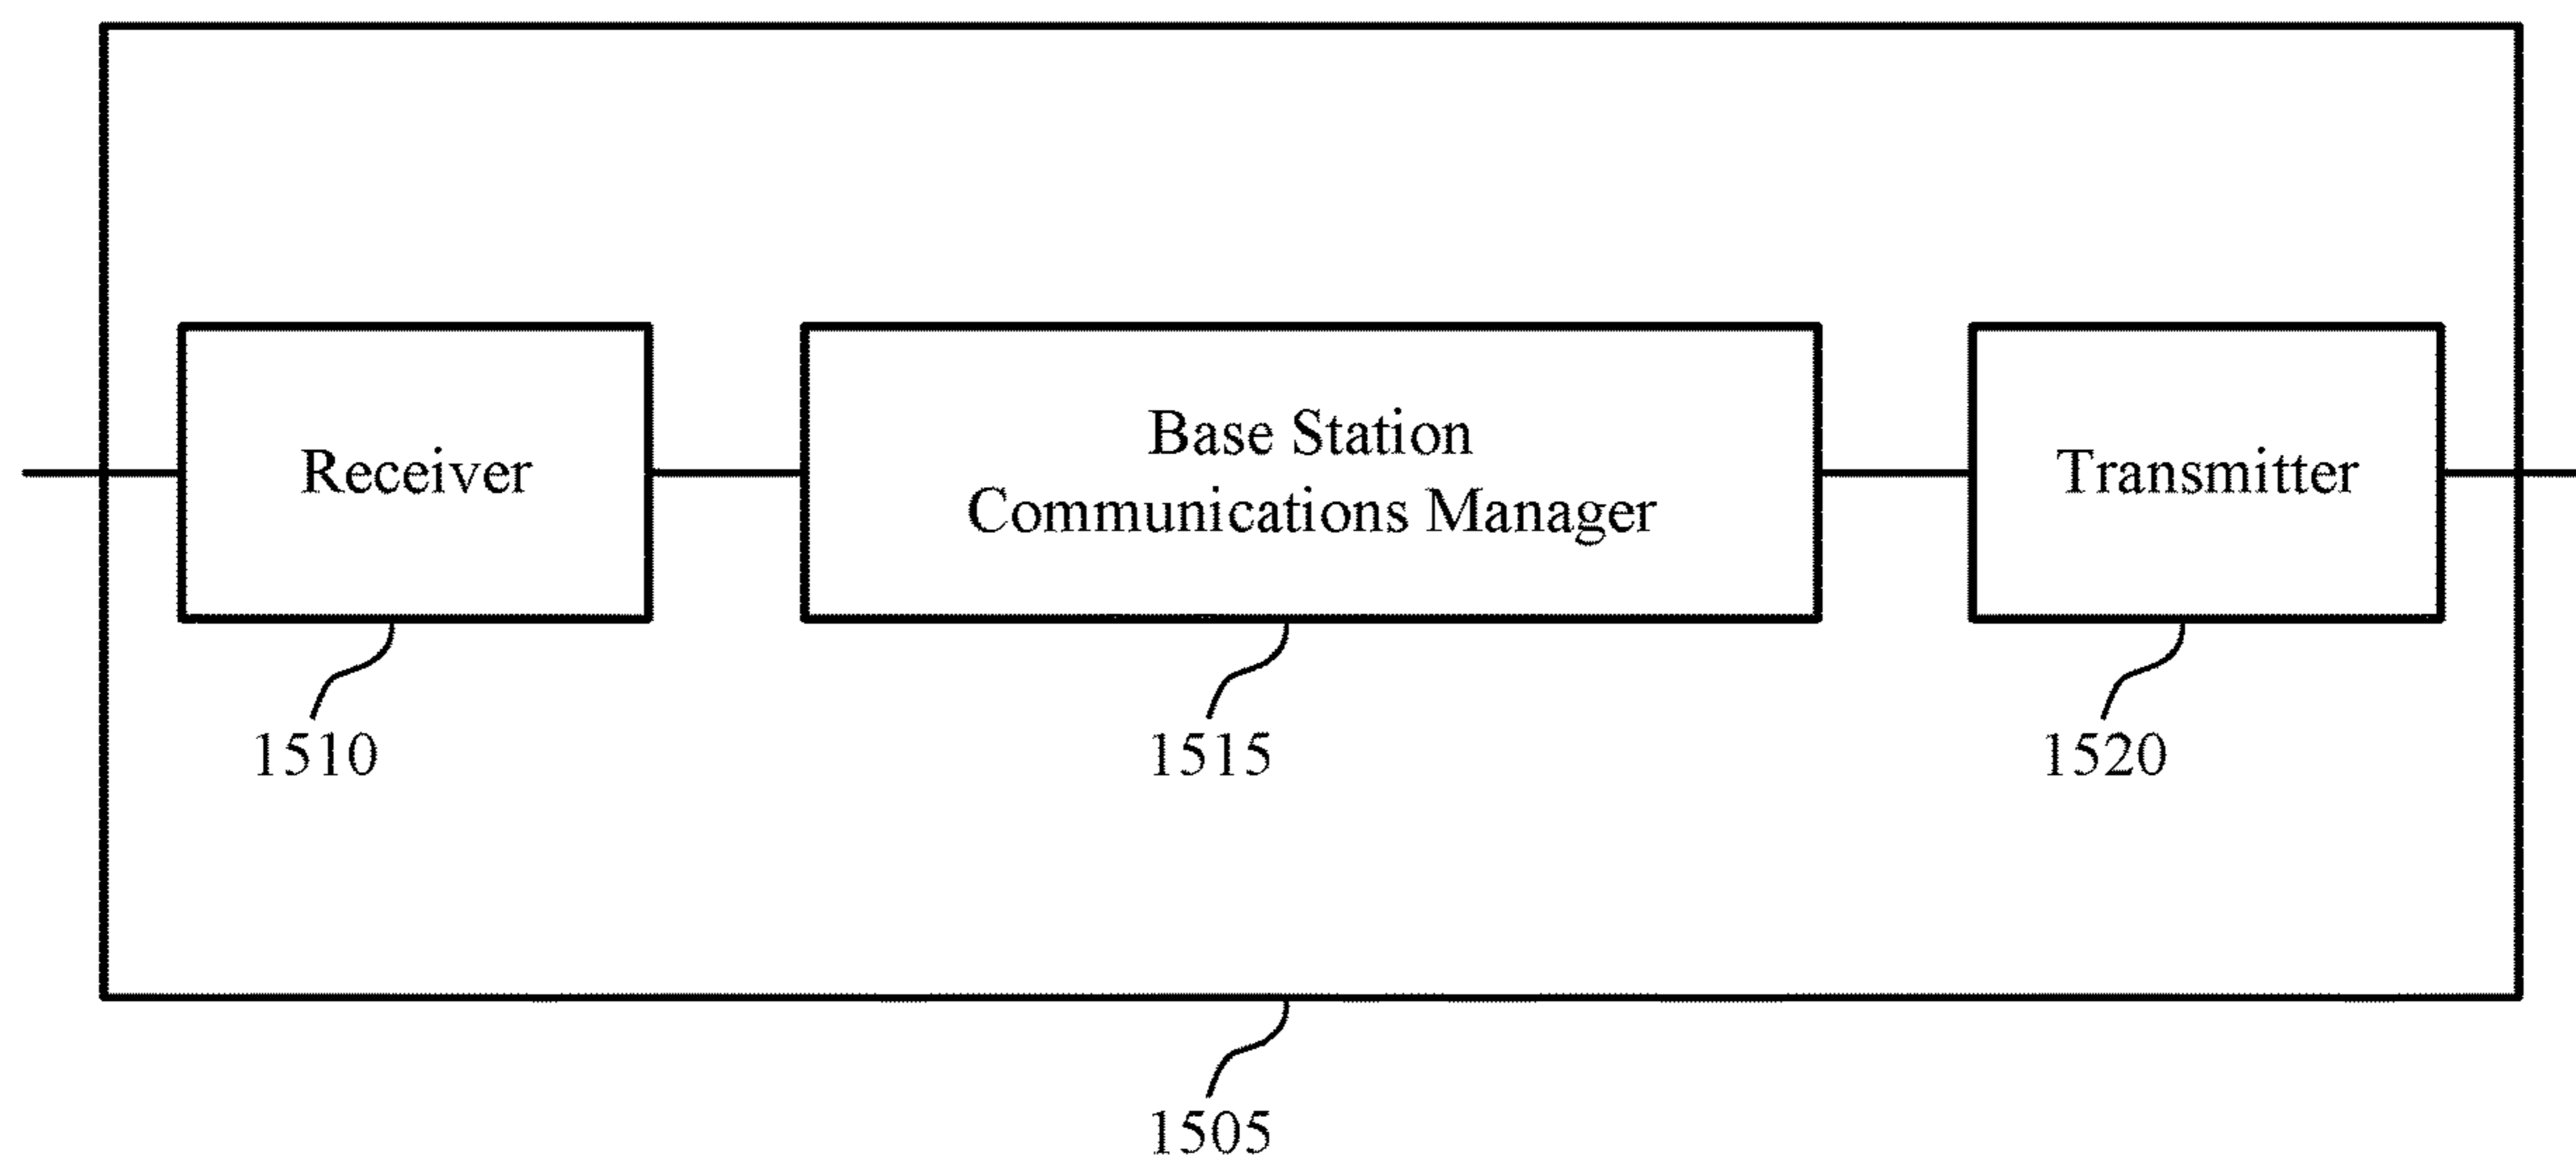 Receiver
Base Station
Communications Manager
Transmitter
1510
1515
1520
1505